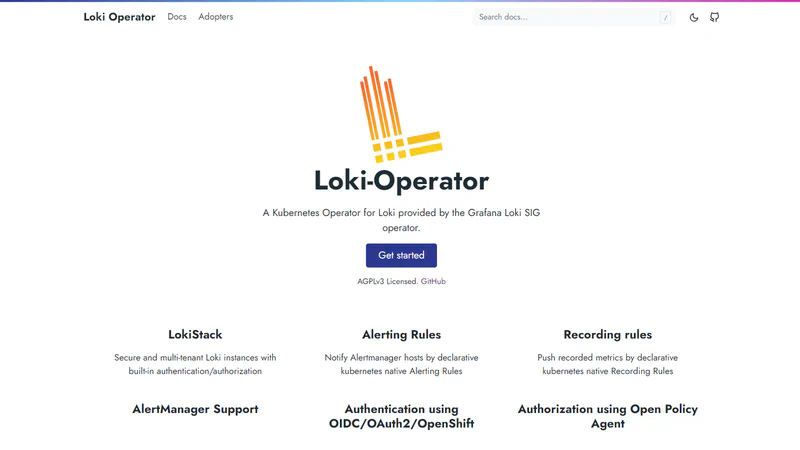 Loki Operator Docs Adopters Search docs... /
Loki-Operator
A Kubernetes Operator for Loki provided by the Grafana Loki SIG
operator.
Get started
AGPLv3 Licensed. GitHub
LokiStack Alerting Rules Recording rules
Secure and multi-tenant Loki instances with Notify Alertmanager hosts by declarative Push recorded metrics by declarative
built-in authentication/authorization kubernetes native Alerting Rules kubernetes native Recording Rules
AlertManager Support Authentication using Authorization using Open Policy
OIDC/OAuth2/OpenShift Agent